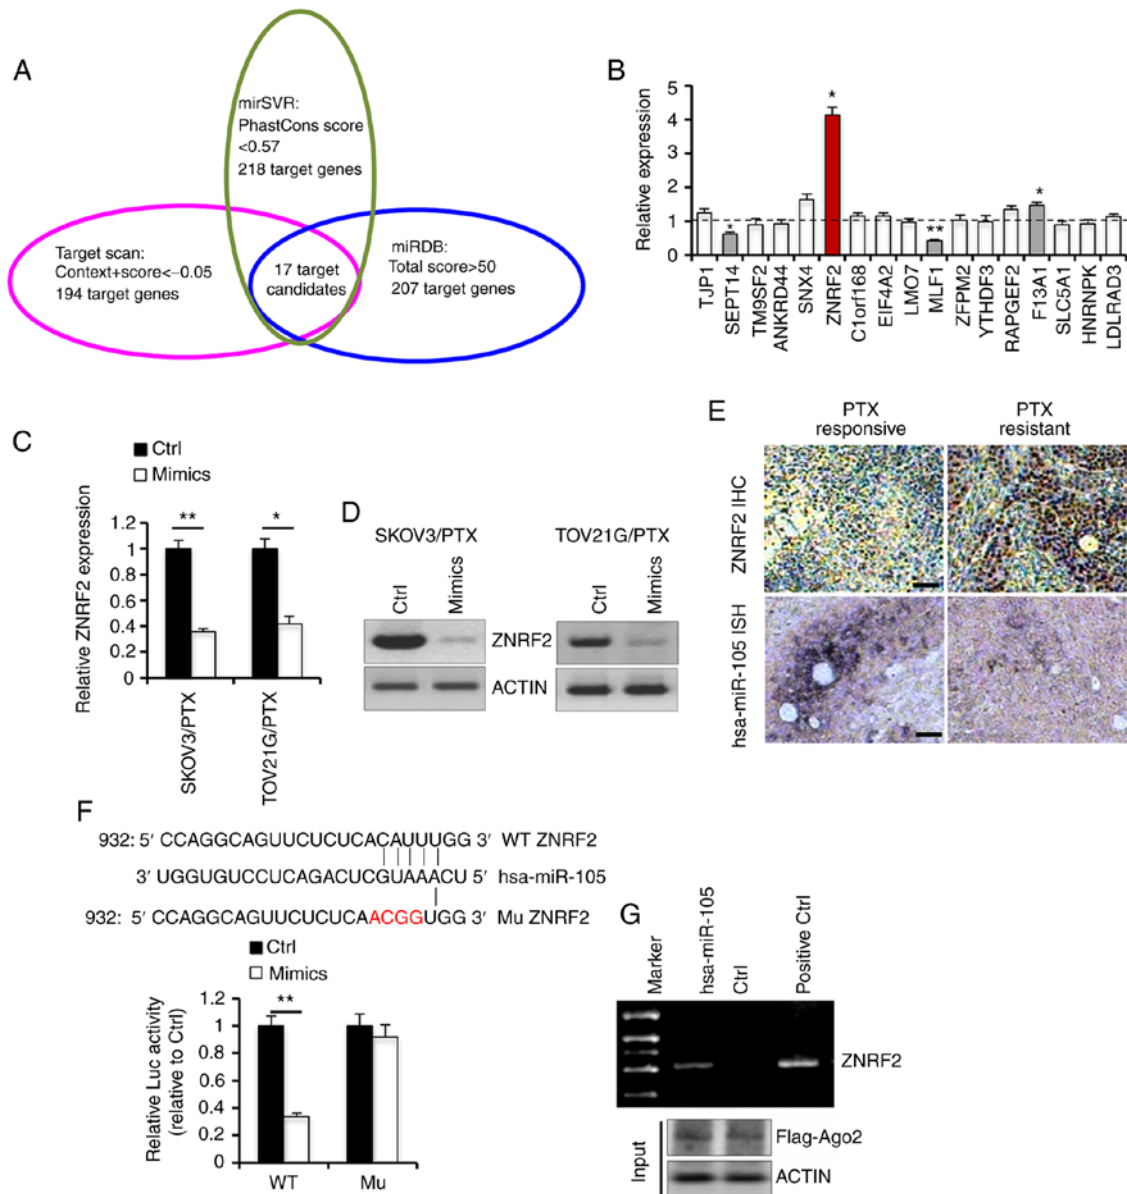 A
mirSVR:
PhastCons score
<0.57
218 target genes
Target scan:
Context+score<-0.05
194 target genes
17 target
candidates
miRDB:
Total score>50
207 target genes
B
Relative expression
5
4
2
1
0
*
*
**
*
TJP1
SEPT14
TM9SF2
ANKRD44
SNX4
ZNRF2
C1orf168
EIF4A2
LMO7
MLF1
ZFPM2
YTHDF3
RAPGEF2
F13A1
SLC5A1
HNRNPK
LDLRAD3
C
Ctrl
Mimics
Relative ZNRF2 expression
1.2
1
0.8
0.6
0.4
0.2
0
**
*
SKOV3/PTX
TOV21G/PTX
D
SKOV3/PTX
TOV21G/PTX
Ctrl
Mimics
Ctrl
Mimics
ZNRF2
ACTIN
E
PTX
responsive
PTX
resistant
ZNRF2 IHC
hsa-miR-105 ISH
F
932: 5′ CCAGGCAGUUCUCUCACAUUUGG 3′ WT ZNRF2
3′ UGGUGUCCUCAGACUCGUAAACU 5′ hsa-miR-105
932: 5′ CCAGGCAGUUCUCUCAACGGUGG 3′ Mu ZNRF2
Ctrl
Mimics
Relative Luc activity
(relative to Ctrl)
1.2
1
0.8
0.6
0.4
0.2
0
**
WT
Mu
G
Marker
hsa-miR-105
Ctrl
Positive Ctrl
ZNRF2
Input
Flag-Ago2
ACTIN